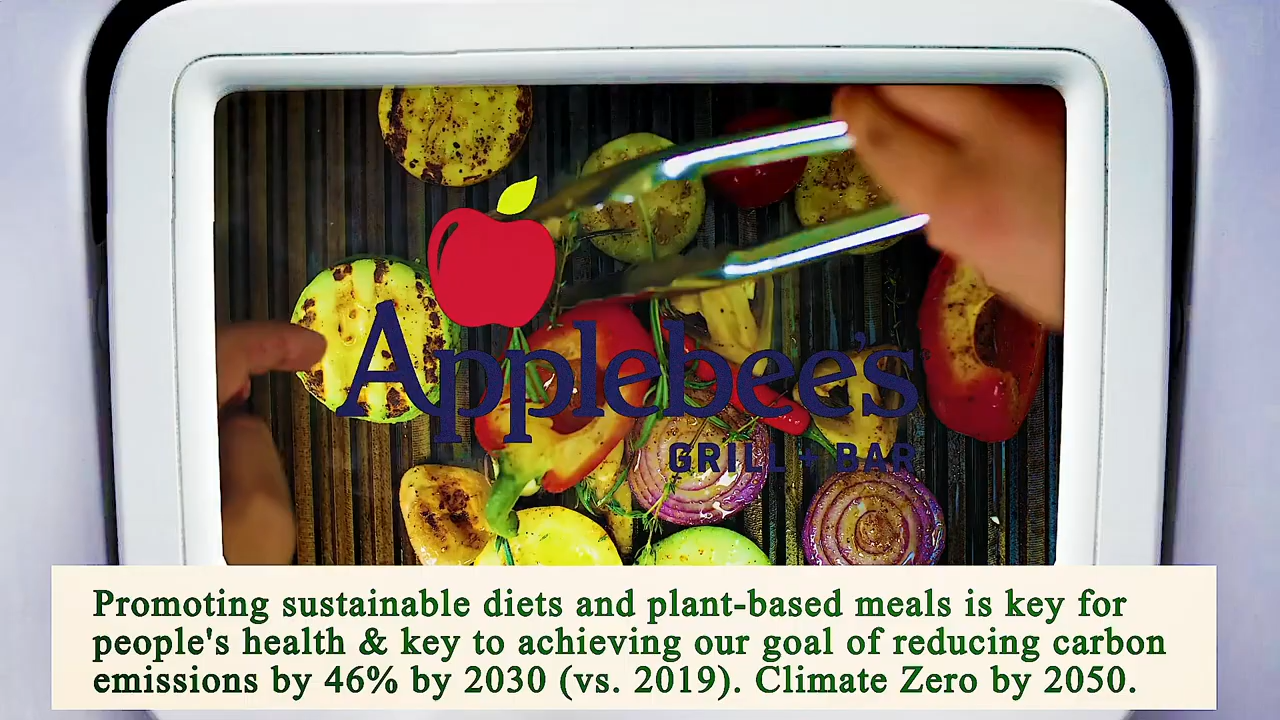 Applebee's
GRILL + BAR
Promoting sustainable diets and plant-based meals is key for
people's health & key to achieving our goal of reducing carbon
emissions by 46% by 2030 (vs. 2019). Climate Zero by 2050.